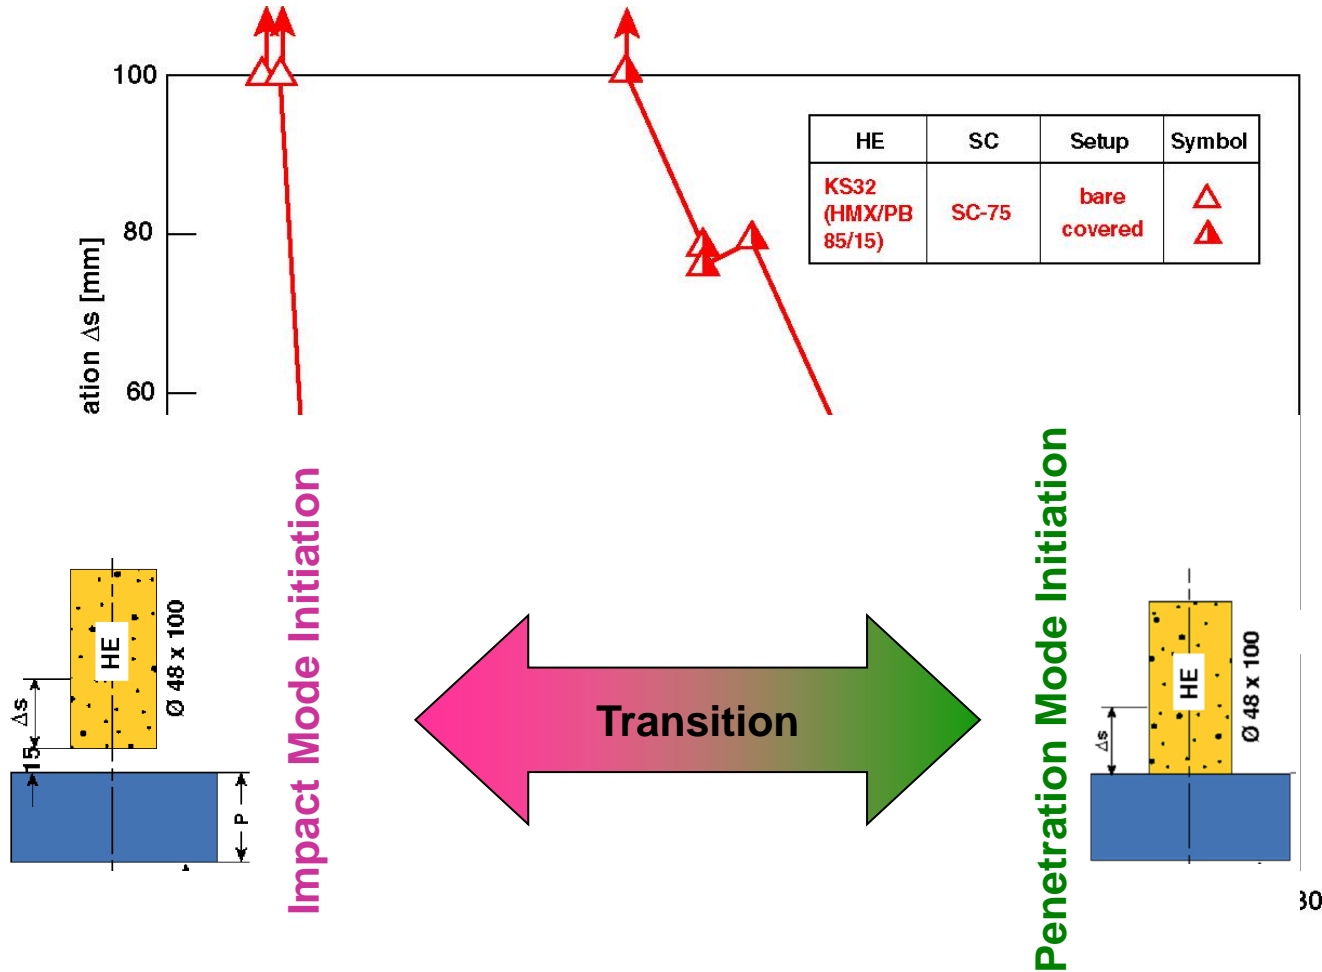 100
80
60
ation Δs [mm]
HE SC Setup Symbol
KS32
(HMX/PB
85/15)
SC-75
bare
covered
Impact Mode Initiation
Transition
Penetration Mode Initiation
HE
Ø 48 x 100
Δs
15
P
HE
Ø 48 x 100
Δs
30